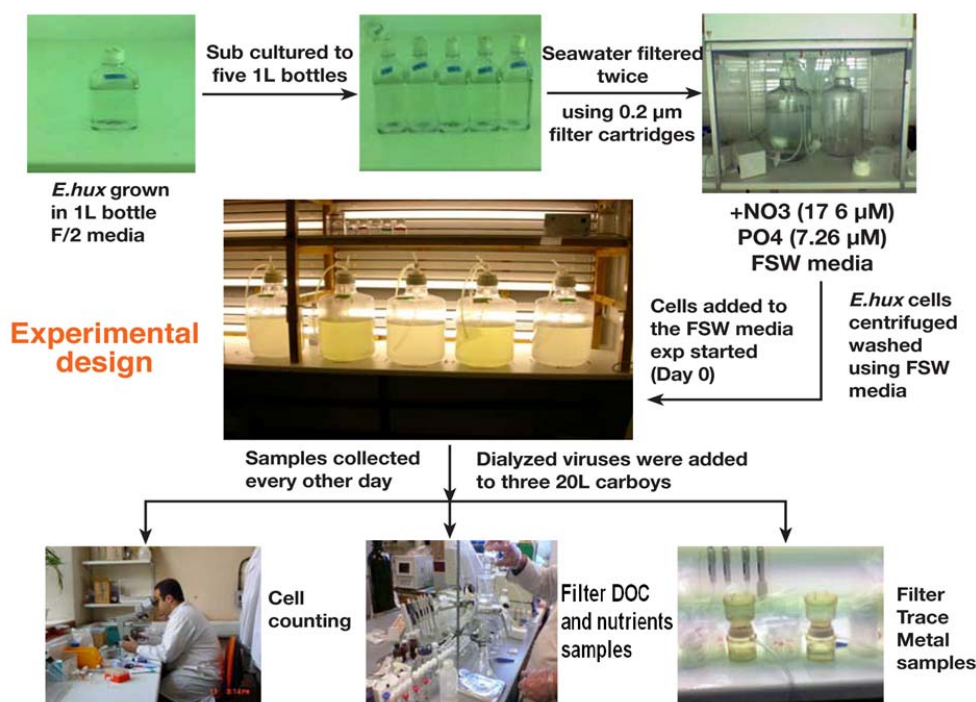 Sub cultured to
five 1L bottles
Seawater filtered
twice
using 0.2 µm
filter cartridges
E.hux grown
in 1L bottle
F/2 media
+NO3 (17 6 µM)
PO4 (7.26 µM)
FSW media
Experimental
design
Cells added to
the FSW media
exp started
(Day 0)
E.hux cells
centrifuged
washed
using FSW
media
Samples collected
every other day
Dialyzed viruses were added
to three 20L carboys
Cell
counting
Filter DOC
and nutrients
samples
Filter
Trace
Metal
samples